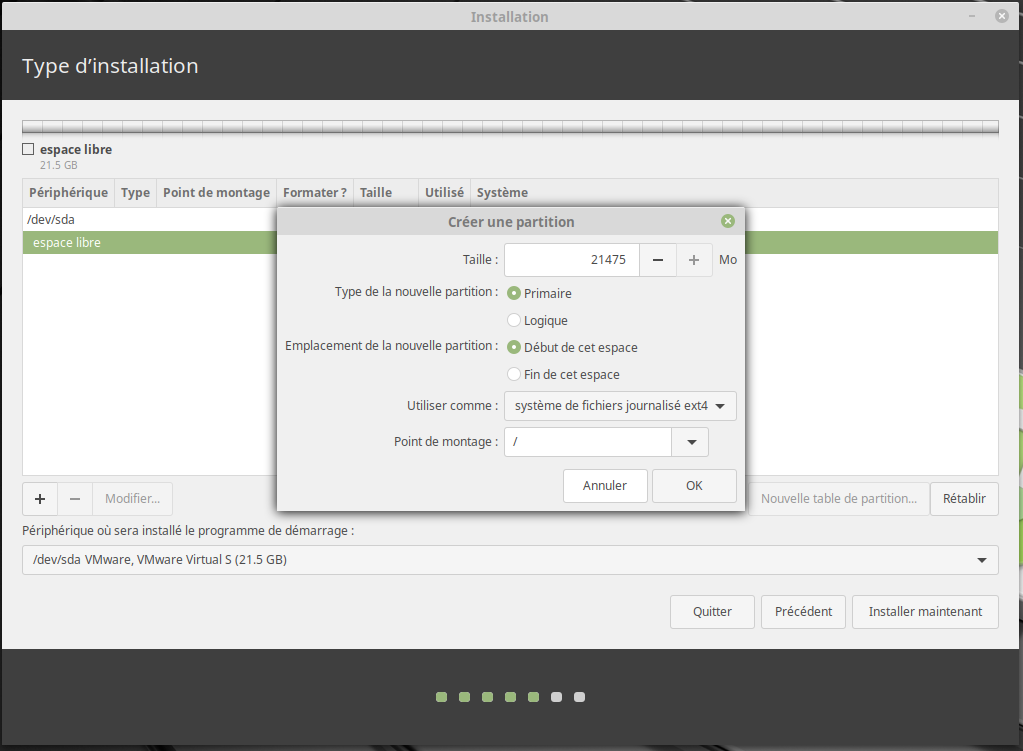 Installation
Type d’installation
espace libre
21.5 GB
Périphérique Type Point de montage Formater ? Taille Utilisé Système
/dev/sda
espace libre
Créer une partition
Taille : 21475 Mo
Type de la nouvelle partition : Primaire
Logique
Emplacement de la nouvelle partition : Début de cet espace
Fin de cet espace
Utiliser comme : système de fichiers journalisé ext4
Point de montage : /
Annuler OK
+ − Modifier... Nouvelle table de partition... Rétablir
Périphérique où sera installé le programme de démarrage :
/dev/sda VMware, VMware Virtual S (21.5 GB)
Quitter Précédent Installer maintenant